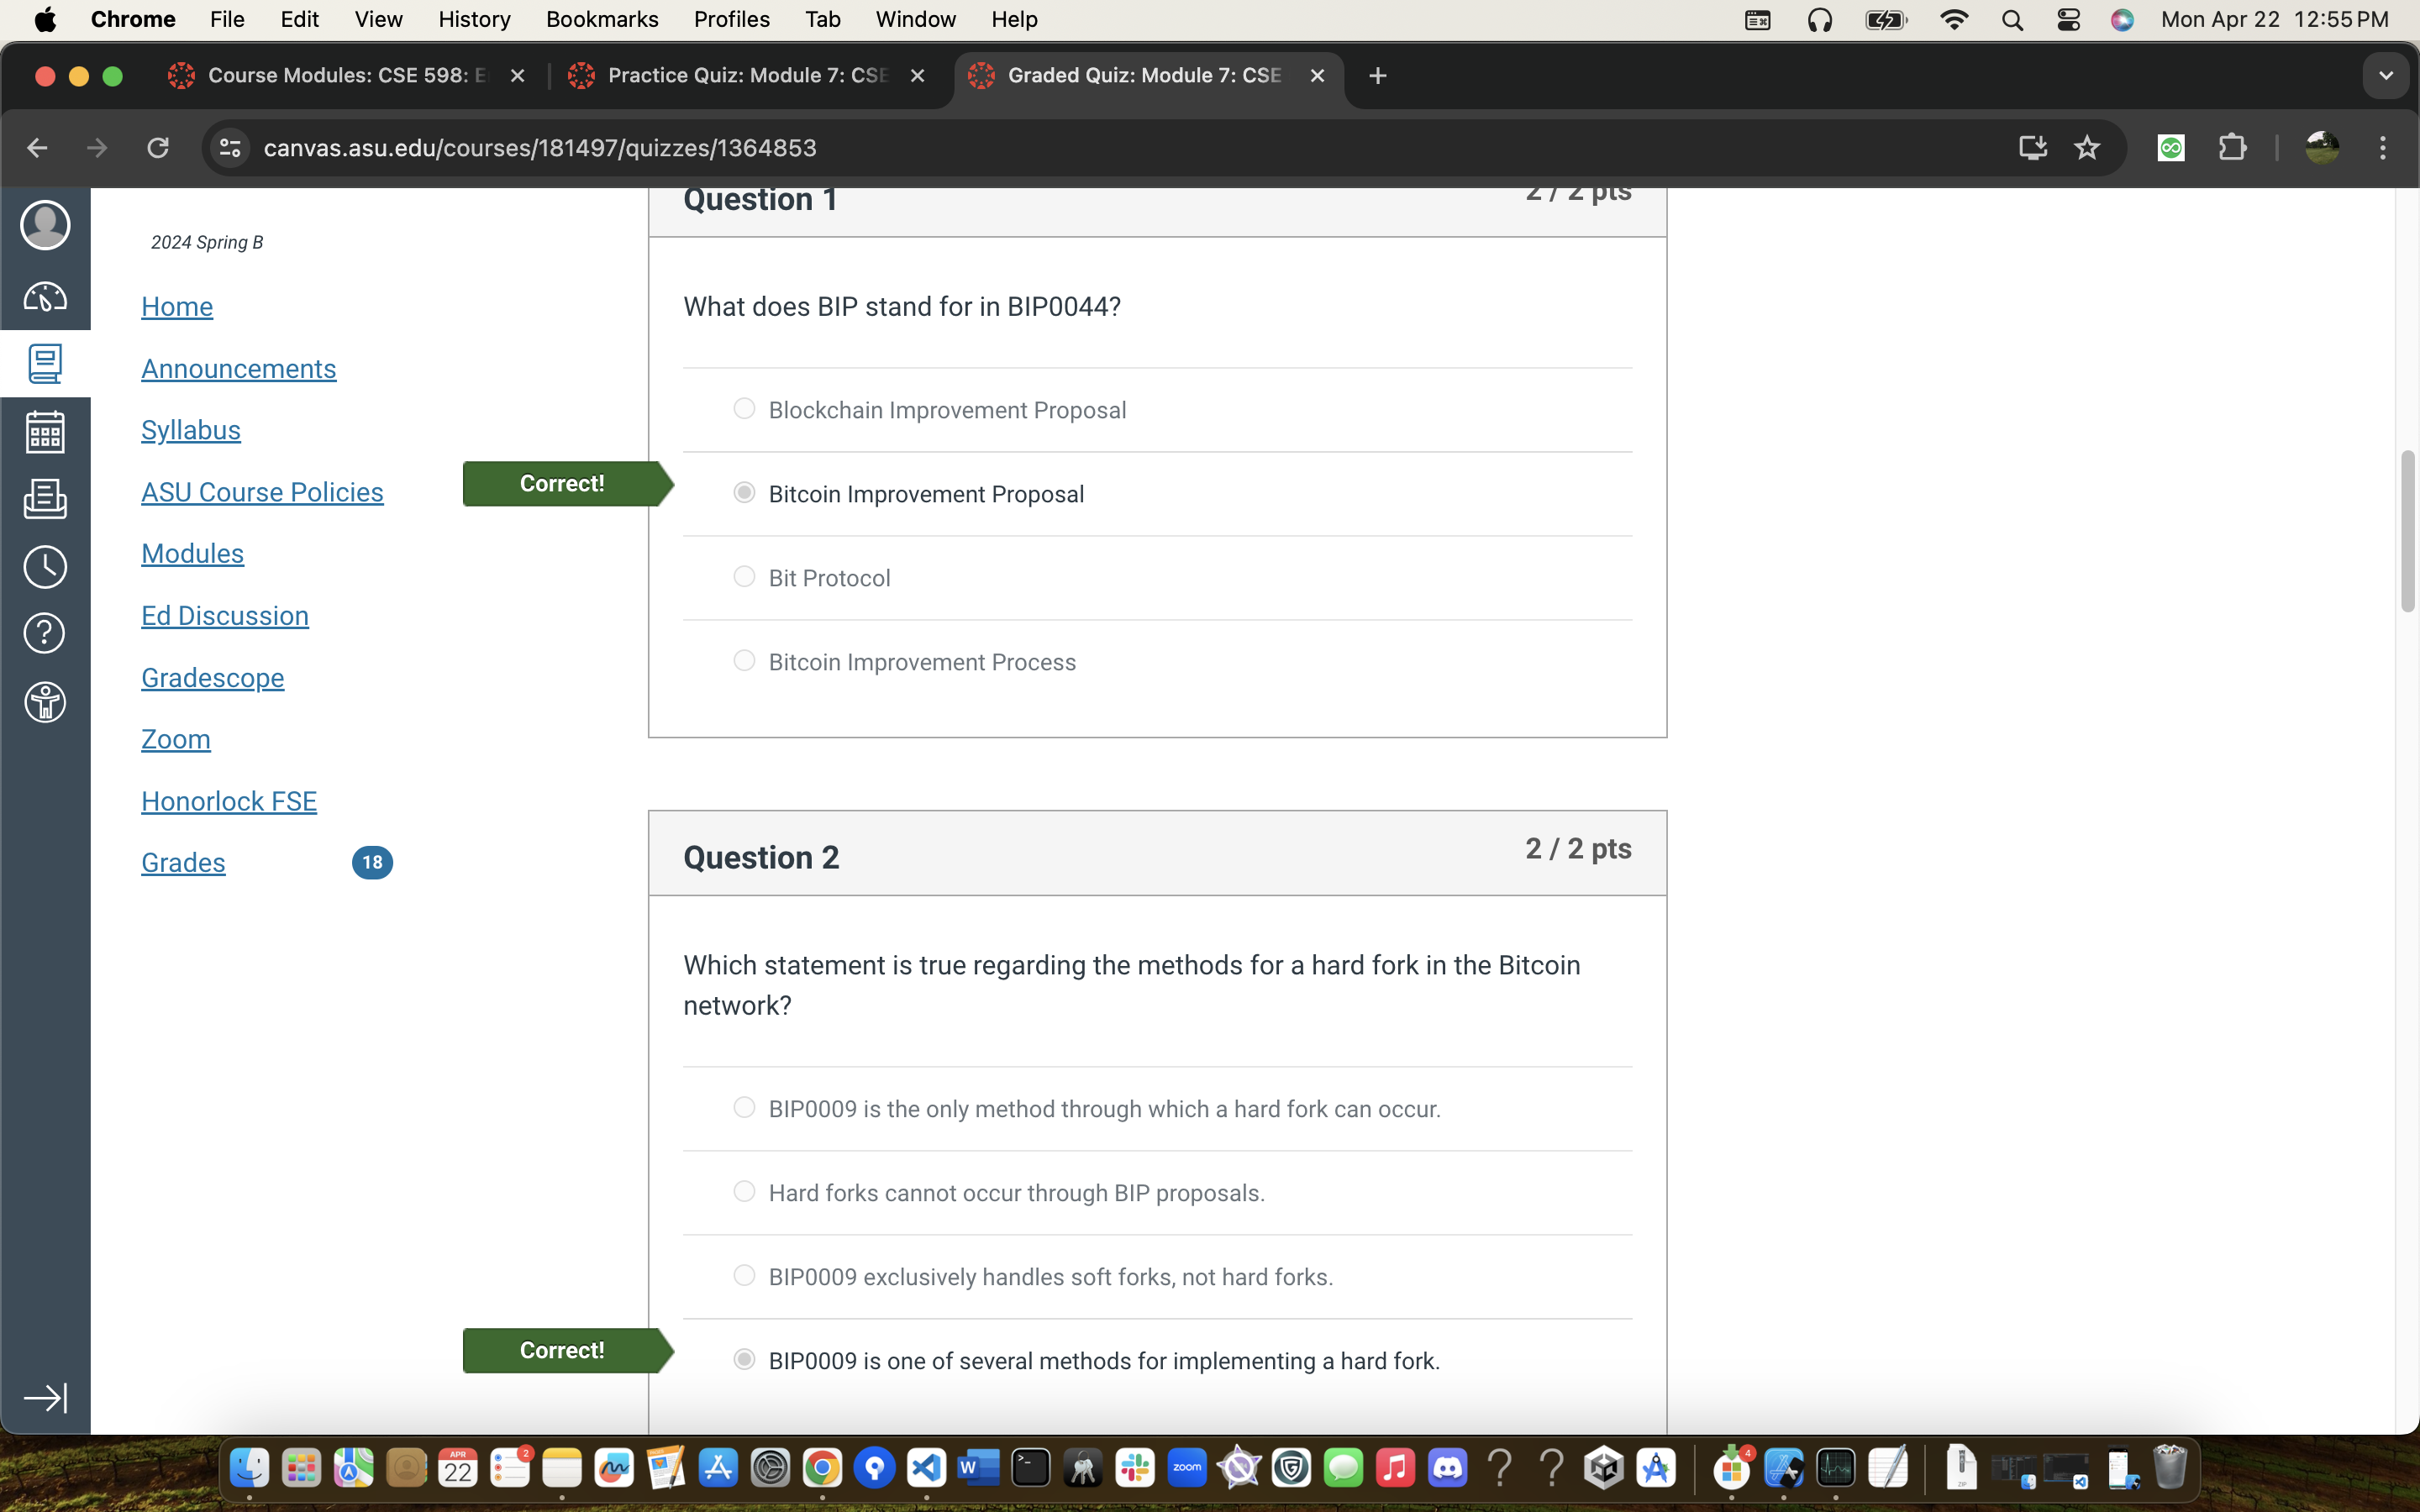 Chrome File Edit View History Bookmarks Profiles Tab Window Help Mon Apr 22 12:55 PM
Course Modules: CSE 598: E
Practice Quiz: Module 7: CSE
Graded Quiz: Module 7: CSE
canvas.asu.edu/courses/181497/quizzes/1364853
2024 Spring B
Home
Announcements
Syllabus
ASU Course Policies
Modules
Ed Discussion
Gradescope
Zoom
Honorlock FSE
Grades 18
Question 1 2 / 2 pts
What does BIP stand for in BIP0044?
Blockchain Improvement Proposal
Correct! Bitcoin Improvement Proposal
Bit Protocol
Bitcoin Improvement Process
Question 2 2 / 2 pts
Which statement is true regarding the methods for a hard fork in the Bitcoin
network?
BIP0009 is the only method through which a hard fork can occur.
Hard forks cannot occur through BIP proposals.
BIP0009 exclusively handles soft forks, not hard forks.
Correct! BIP0009 is one of several methods for implementing a hard fork.
APR
22
2
W
zoom
4
ZIP